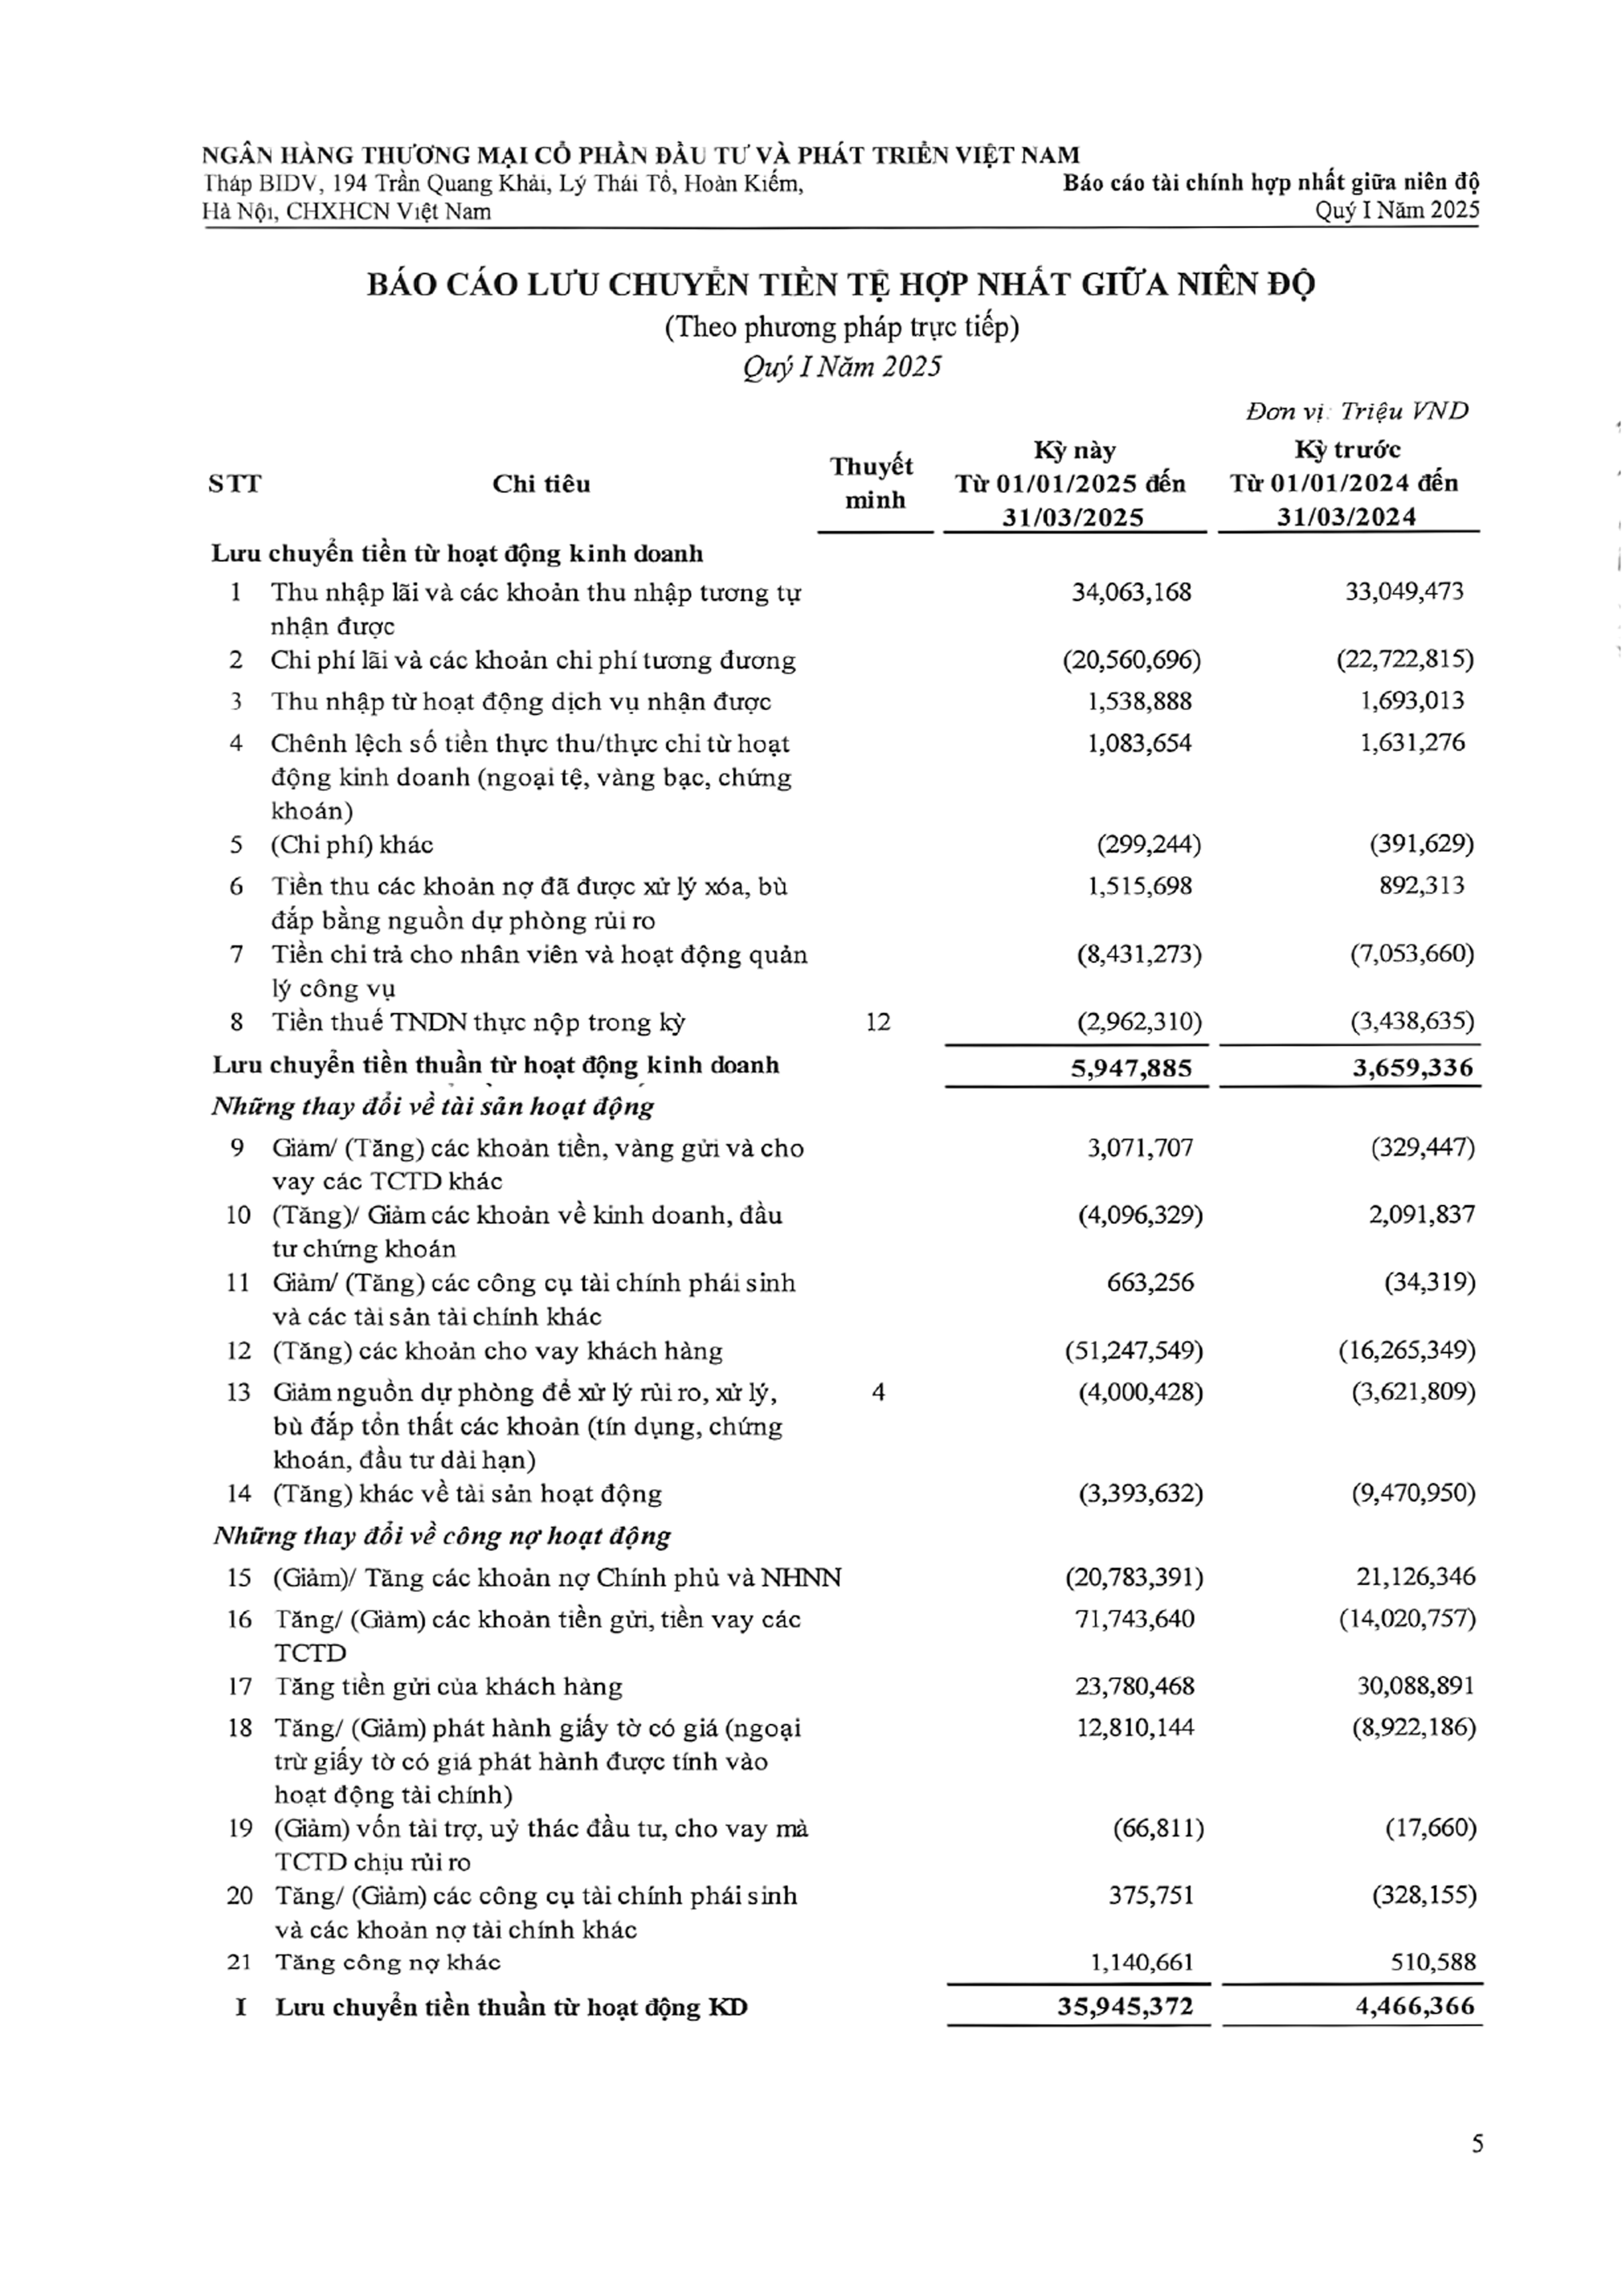 NGÂN HÀNG THƯƠNG MẠI CỔ PHẦN ĐẦU TƯ VÀ PHÁT TRIỂN VIỆT NAM
Tháp BIDV, 194 Trần Quang Khải, Lý Thái Tổ, Hoàn Kiếm, Báo cáo tài chính hợp nhất giữa niên độ
Hà Nội, CHXHCN Việt Nam Quý I Năm 2025
BÁO CÁO LƯU CHUYỂN TIỀN TỆ HỢP NHẤT GIỮA NIÊN ĐỘ
(Theo phương pháp trực tiếp)
Quý I Năm 2025
Đơn vị: Triệu VND
STT Chỉ tiêu Thuyết minh Kỳ này Từ 01/01/2025 đến 31/03/2025 Kỳ trước Từ 01/01/2024 đến 31/03/2024
Lưu chuyển tiền từ hoạt động kinh doanh
1 Thu nhập lãi và các khoản thu nhập tương tự 34,063,168 33,049,473
nhận được
2 Chi phí lãi và các khoản chi phí tương đương (20,560,696) (22,722,815)
3 Thu nhập từ hoạt động dịch vụ nhận được 1,538,888 1,693,013
4 Chênh lệch số tiền thực thu/thực chi từ hoạt 1,083,654 1,631,276
động kinh doanh (ngoại tệ, vàng bạc, chứng
khoán)
5 (Chi phí) khác (299,244) (391,629)
6 Tiền thu các khoản nợ đã được xử lý xóa, bù 1,515,698 892,313
đắp bằng nguồn dự phòng rủi ro
7 Tiền chi trả cho nhân viên và hoạt động quản (8,431,273) (7,053,660)
lý công vụ
8 Tiền thuế TNDN thực nộp trong kỳ 12 (2,962,310) (3,438,635)
Lưu chuyển tiền thuần từ hoạt động kinh doanh 5,947,885 3,659,336
Những thay đổi về tài sản hoạt động
9 Giảm/ (Tăng) các khoản tiền, vàng gửi và cho 3,071,707 (329,447)
vay các TCTD khác
10 (Tăng)/ Giảm các khoản về kinh doanh, đầu (4,096,329) 2,091,837
tư chứng khoán
11 Giảm/ (Tăng) các công cụ tài chính phái sinh 663,256 (34,319)
và các tài sản tài chính khác
12 (Tăng) các khoản cho vay khách hàng (51,247,549) (16,265,349)
13 Giảm nguồn dự phòng để xử lý rủi ro, xử lý, 4 (4,000,428) (3,621,809)
bù đắp tổn thất các khoản (tín dụng, chứng
khoán, đầu tư dài hạn)
14 (Tăng) khác về tài sản hoạt động (3,393,632) (9,470,950)
Những thay đổi về công nợ hoạt động
15 (Giảm)/ Tăng các khoản nợ Chính phủ và NHNN (20,783,391) 21,126,346
16 Tăng/ (Giảm) các khoản tiền gửi, tiền vay các 71,743,640 (14,020,757)
TCTD
17 Tăng tiền gửi của khách hàng 23,780,468 30,088,891
18 Tăng/ (Giảm) phát hành giấy tờ có giá (ngoại 12,810,144 (8,922,186)
trừ giấy tờ có giá phát hành được tính vào
hoạt động tài chính)
19 (Giảm) vốn tài trợ, uỷ thác đầu tư, cho vay mà (66,811) (17,660)
TCTD chịu rủi ro
20 Tăng/ (Giảm) các công cụ tài chính phái sinh 375,751 (328,155)
và các khoản nợ tài chính khác
21 Tăng công nợ khác 1,140,661 510,588
I Lưu chuyển tiền thuần từ hoạt động KD 35,945,372 4,466,366
5